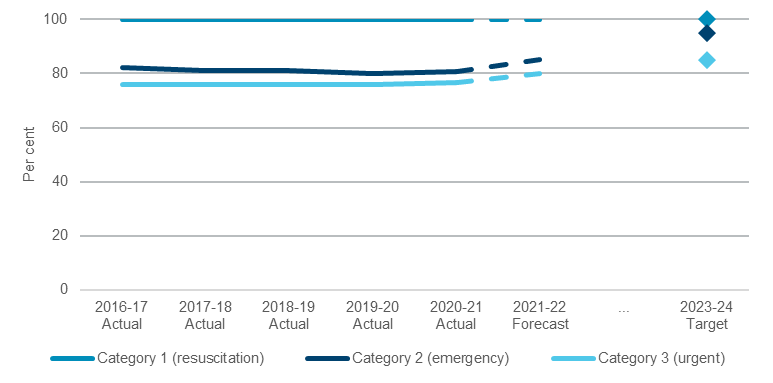 100
80
60
40
20
0
Per cent
2016-17 2017-18 2018-19 2019-20 2020-21 2021-22 ... 2023-24
Actual Actual Actual Actual Actual Forecast Target
Category 1 (resuscitation) Category 2 (emergency) Category 3 (urgent)